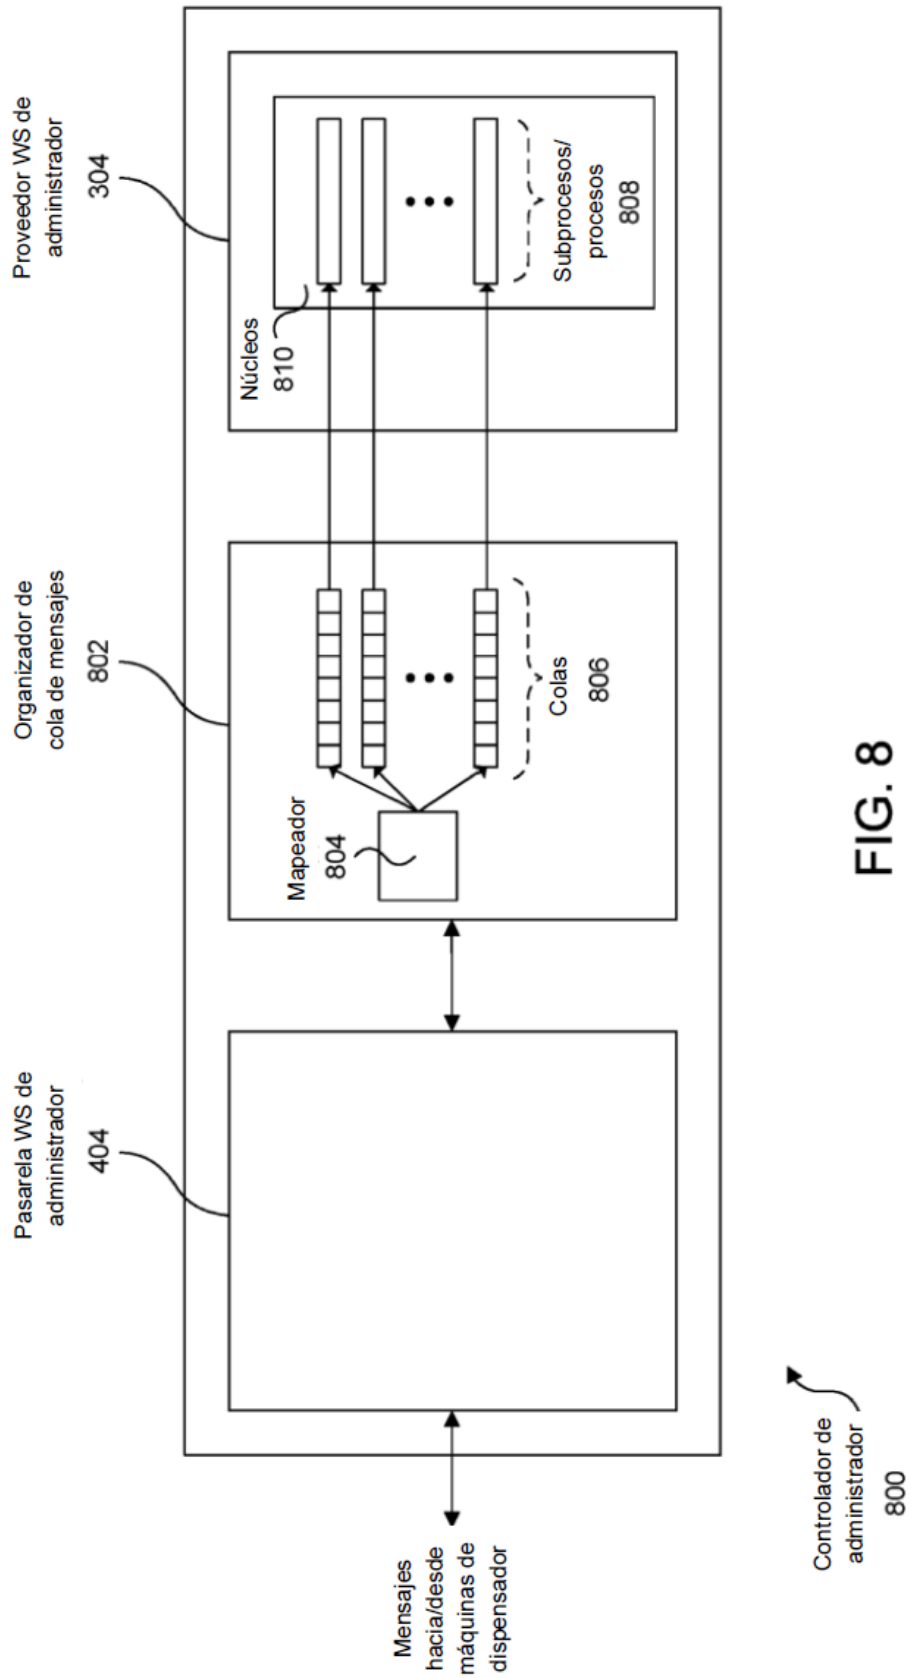 Pasarela WS de
administrador
404
Organizador de
cola de mensajes
802
Proveedor WS de
administrador
304
Mapeador
804
Núcleos
810
Colas
806
Subprocesos/
procesos
808
Mensajes
hacia/desde
máquinas de
dispensador
Controlador de
administrador
800
FIG. 8